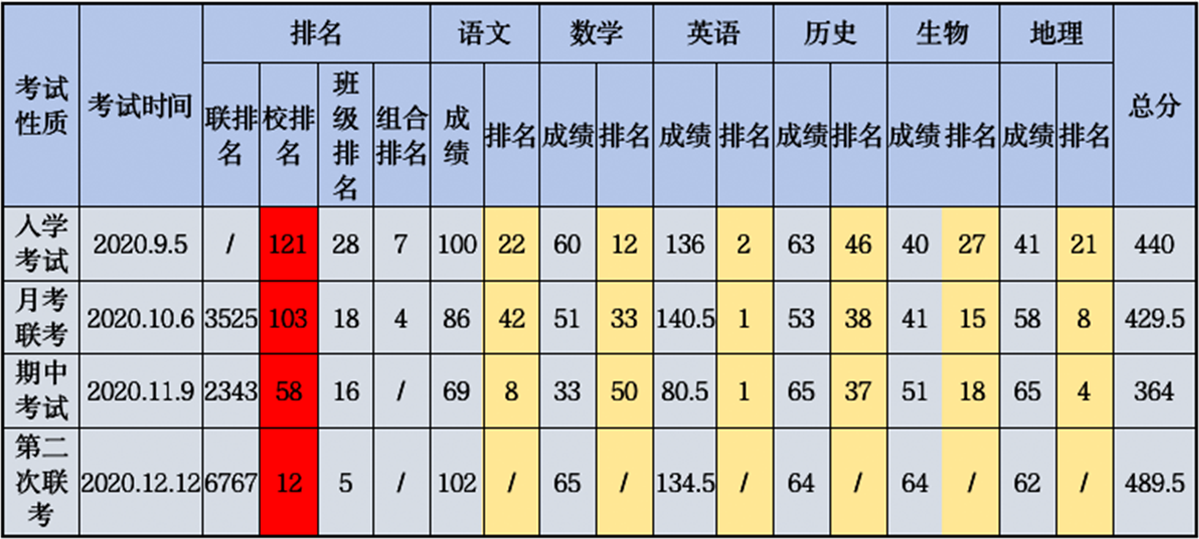 考试性质 考试时间 排名 语文 数学 英语 历史 生物 地理 总分
联排名 校排名 班级排名 组合排名 成绩 排名 成绩 排名 成绩 排名 成绩 排名 成绩 排名 成绩 排名
入学考试 2020.9.5 / 121 28 7 100 22 60 12 136 2 63 46 40 27 41 21 440
月考联考 2020.10.6 3525 103 18 4 86 42 51 33 140.5 1 53 38 41 15 58 8 429.5
期中考试 2020.11.9 2343 58 16 / 69 8 33 50 80.5 1 65 37 51 18 65 4 364
第二次联考 2020.12.12 6767 12 5 / 102 / 65 / 134.5 / 64 / 64 / 62 / 489.5